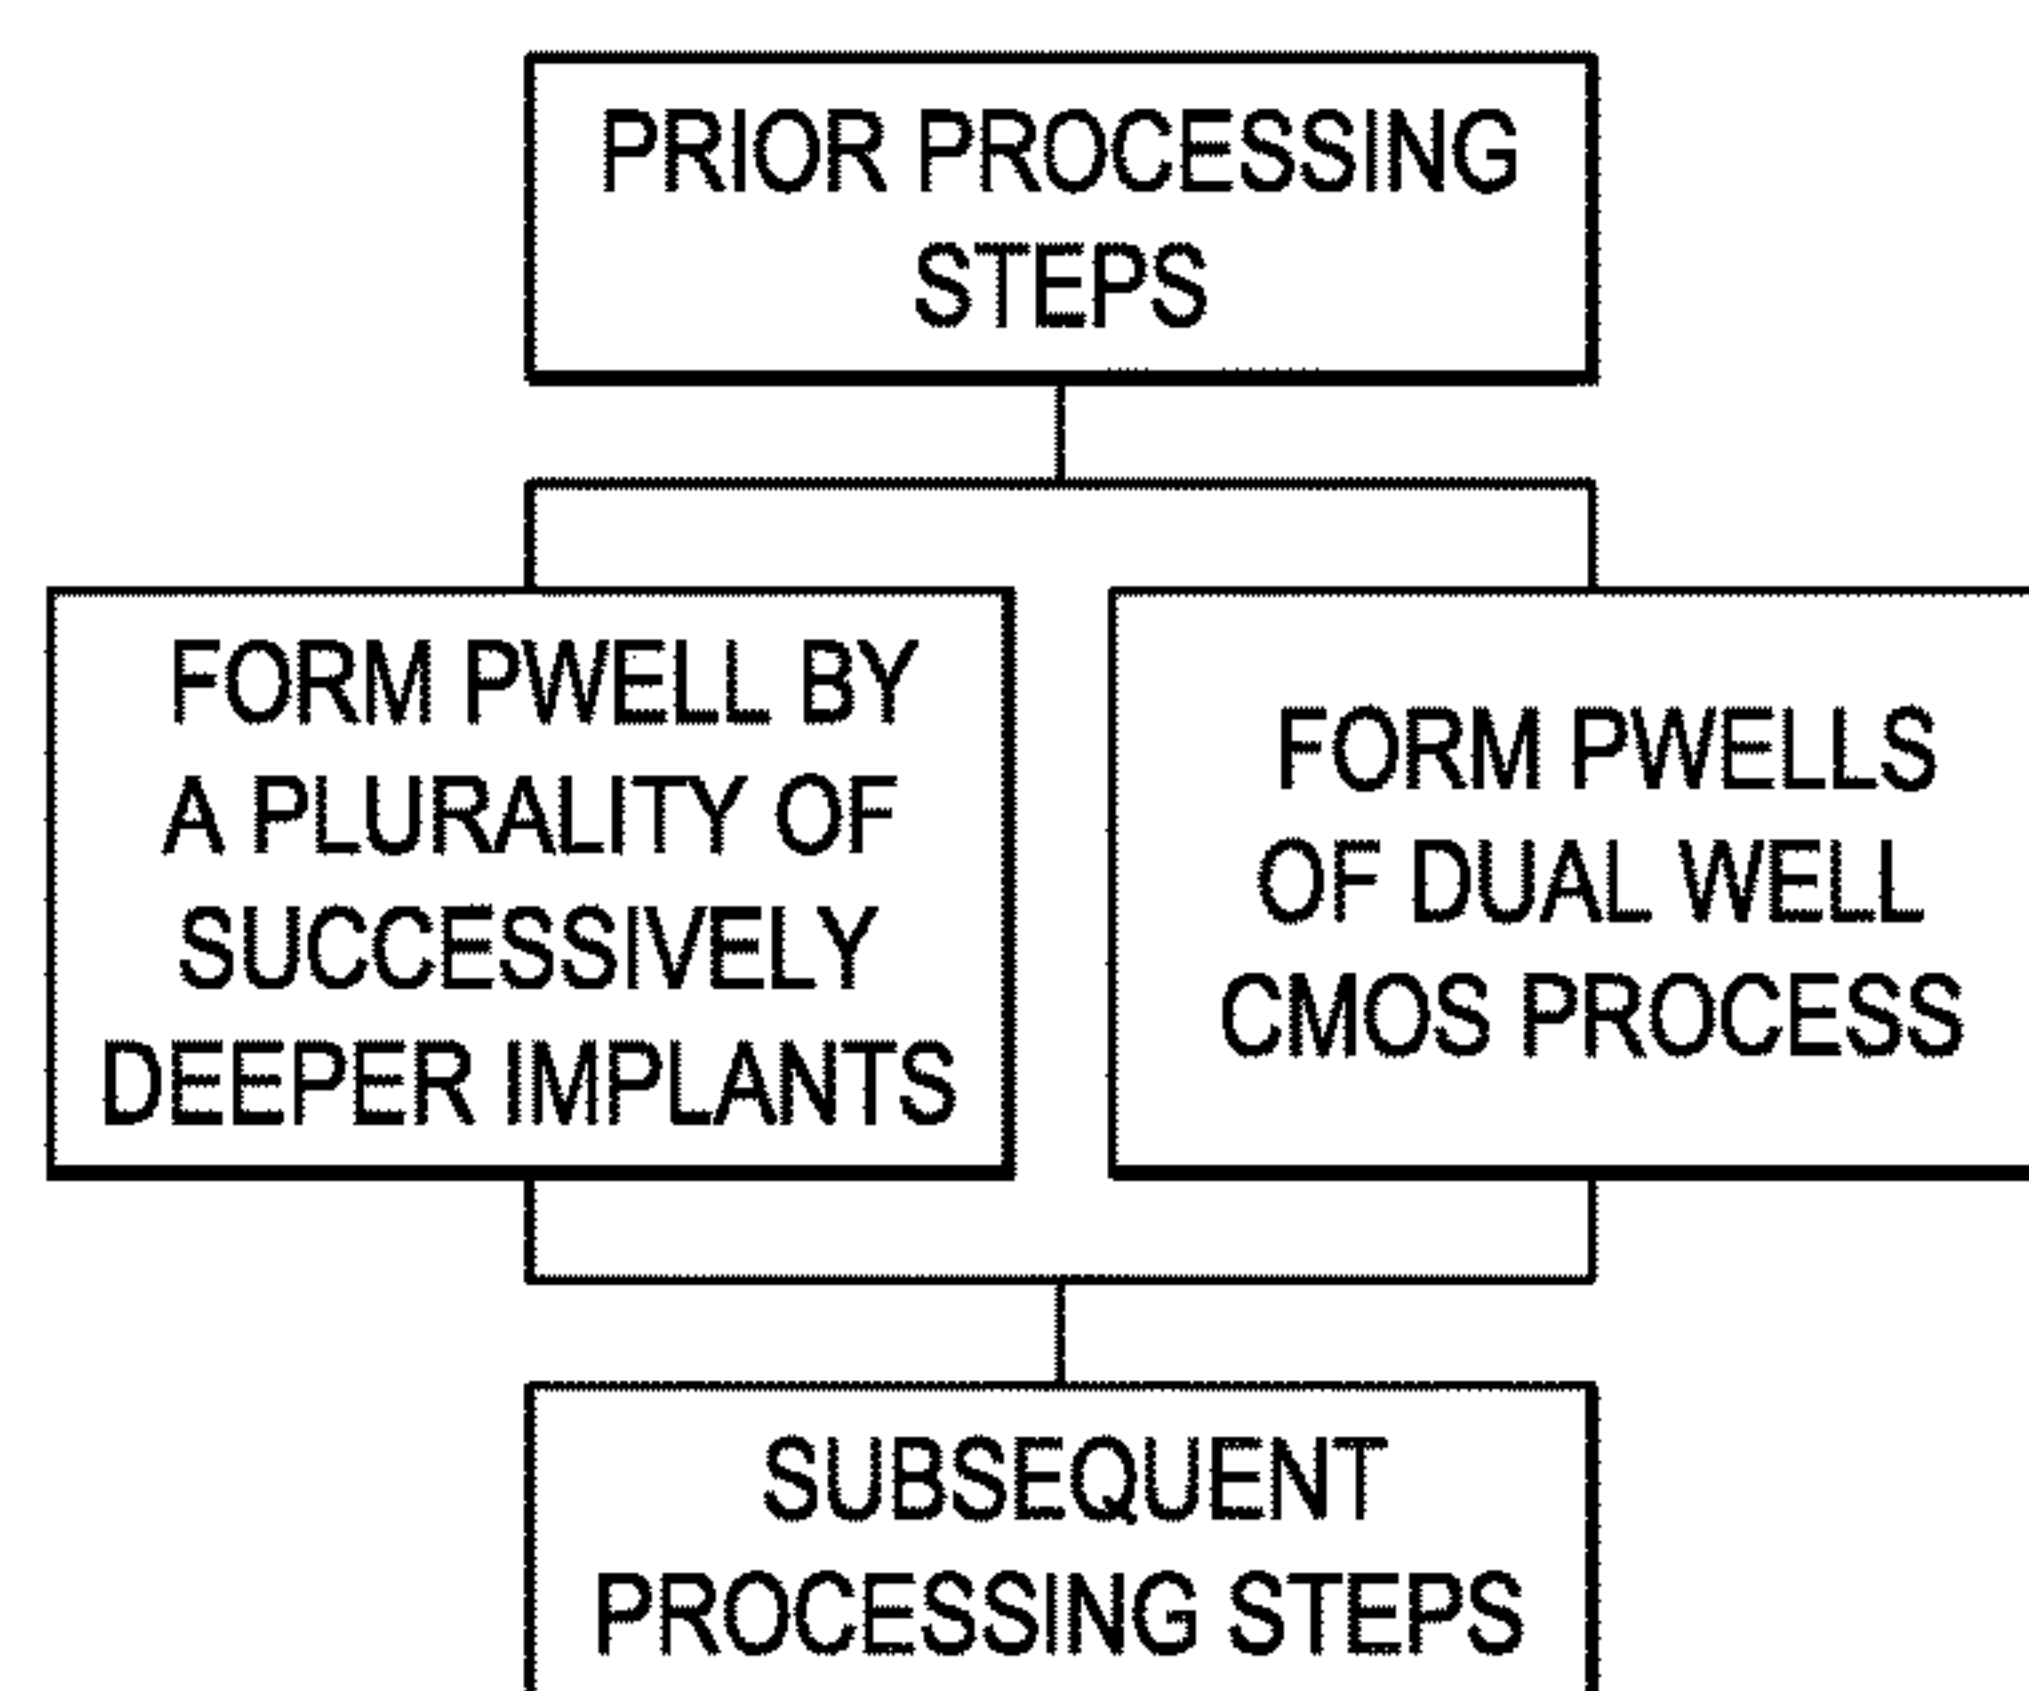 PRIOR PROCESSING
STEPS
FORM PWELL BY
A PLURALITY OF
SUCCESSIVELY
DEEPER IMPLANTS
FORM PWELLS
OF DUAL WELL
CMOS PROCESS
SUBSEQUENT
PROCESSING STEPS